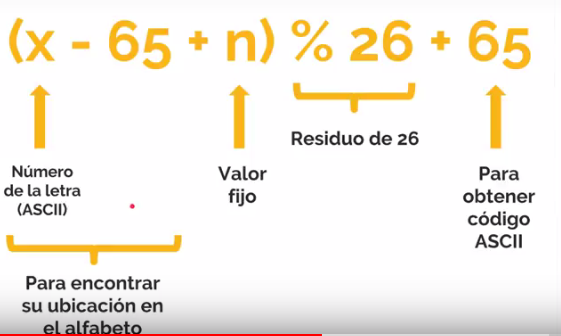 (x - 65 + n) % 26 + 65
Residuo de 26
Número
de la letra
(ASCII)
Valor
fijo
Para
obtener
código
ASCII
Para encontrar
su ubicación en
el alfabeto